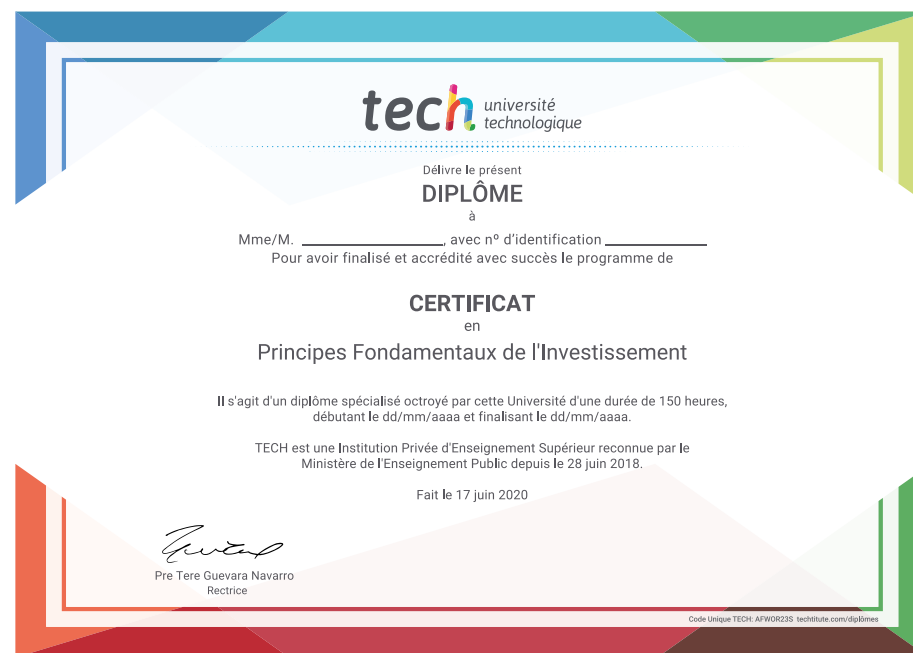 tech université
technologique
Délivre le présent
DIPLÔME
à
Mme/M. ____________________, avec nº d'identification ______________
Pour avoir finalisé et accrédité avec succès le programme de
CERTIFICAT
en
Principes Fondamentaux de l'Investissement
Il s'agit d'un diplôme spécialisé octroyé par cette Université d'une durée de 150 heures,
débutant le dd/mm/aaaa et finalisant le dd/mm/aaaa.
TECH est une Institution Privée d'Enseignement Supérieur reconnue par le
Ministère de l'Enseignement Public depuis le 28 juin 2018.
Fait le 17 juin 2020
Pre Tere Guevara Navarro
Rectrice
Code Unique TECH: AFWOR23S techtitute.com/diplômes